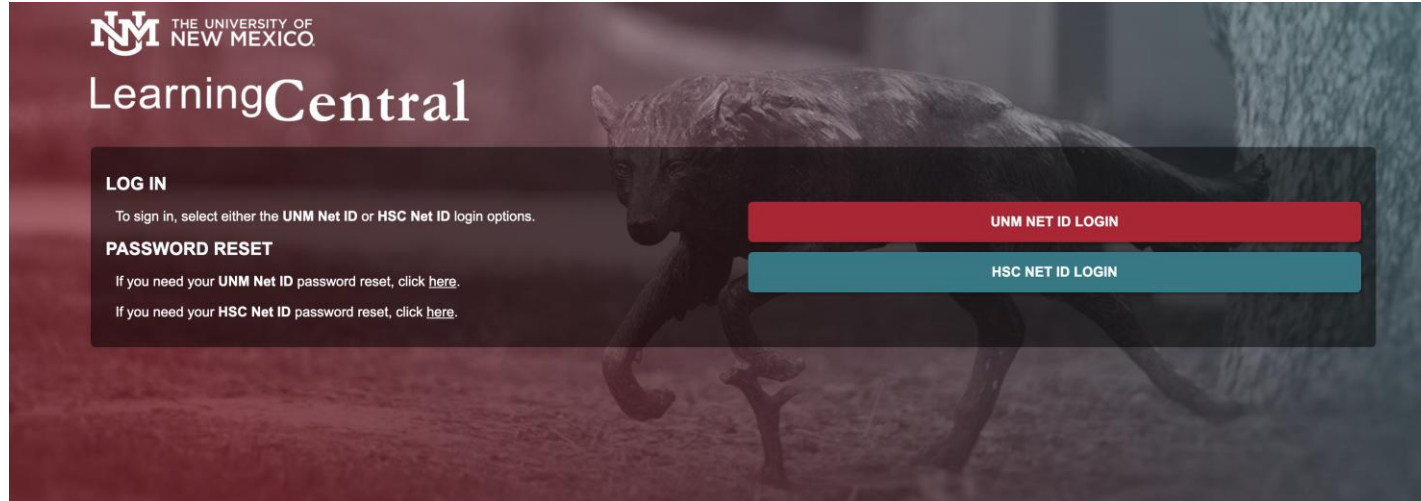 UNM THE UNIVERSITY OF
NEW MEXICO.
LearningCentral
LOG IN
To sign in, select either the UNM Net ID or HSC Net ID login options.
PASSWORD RESET
If you need your UNM Net ID password reset, click here.
If you need your HSC Net ID password reset, click here.
UNM NET ID LOGIN
HSC NET ID LOGIN